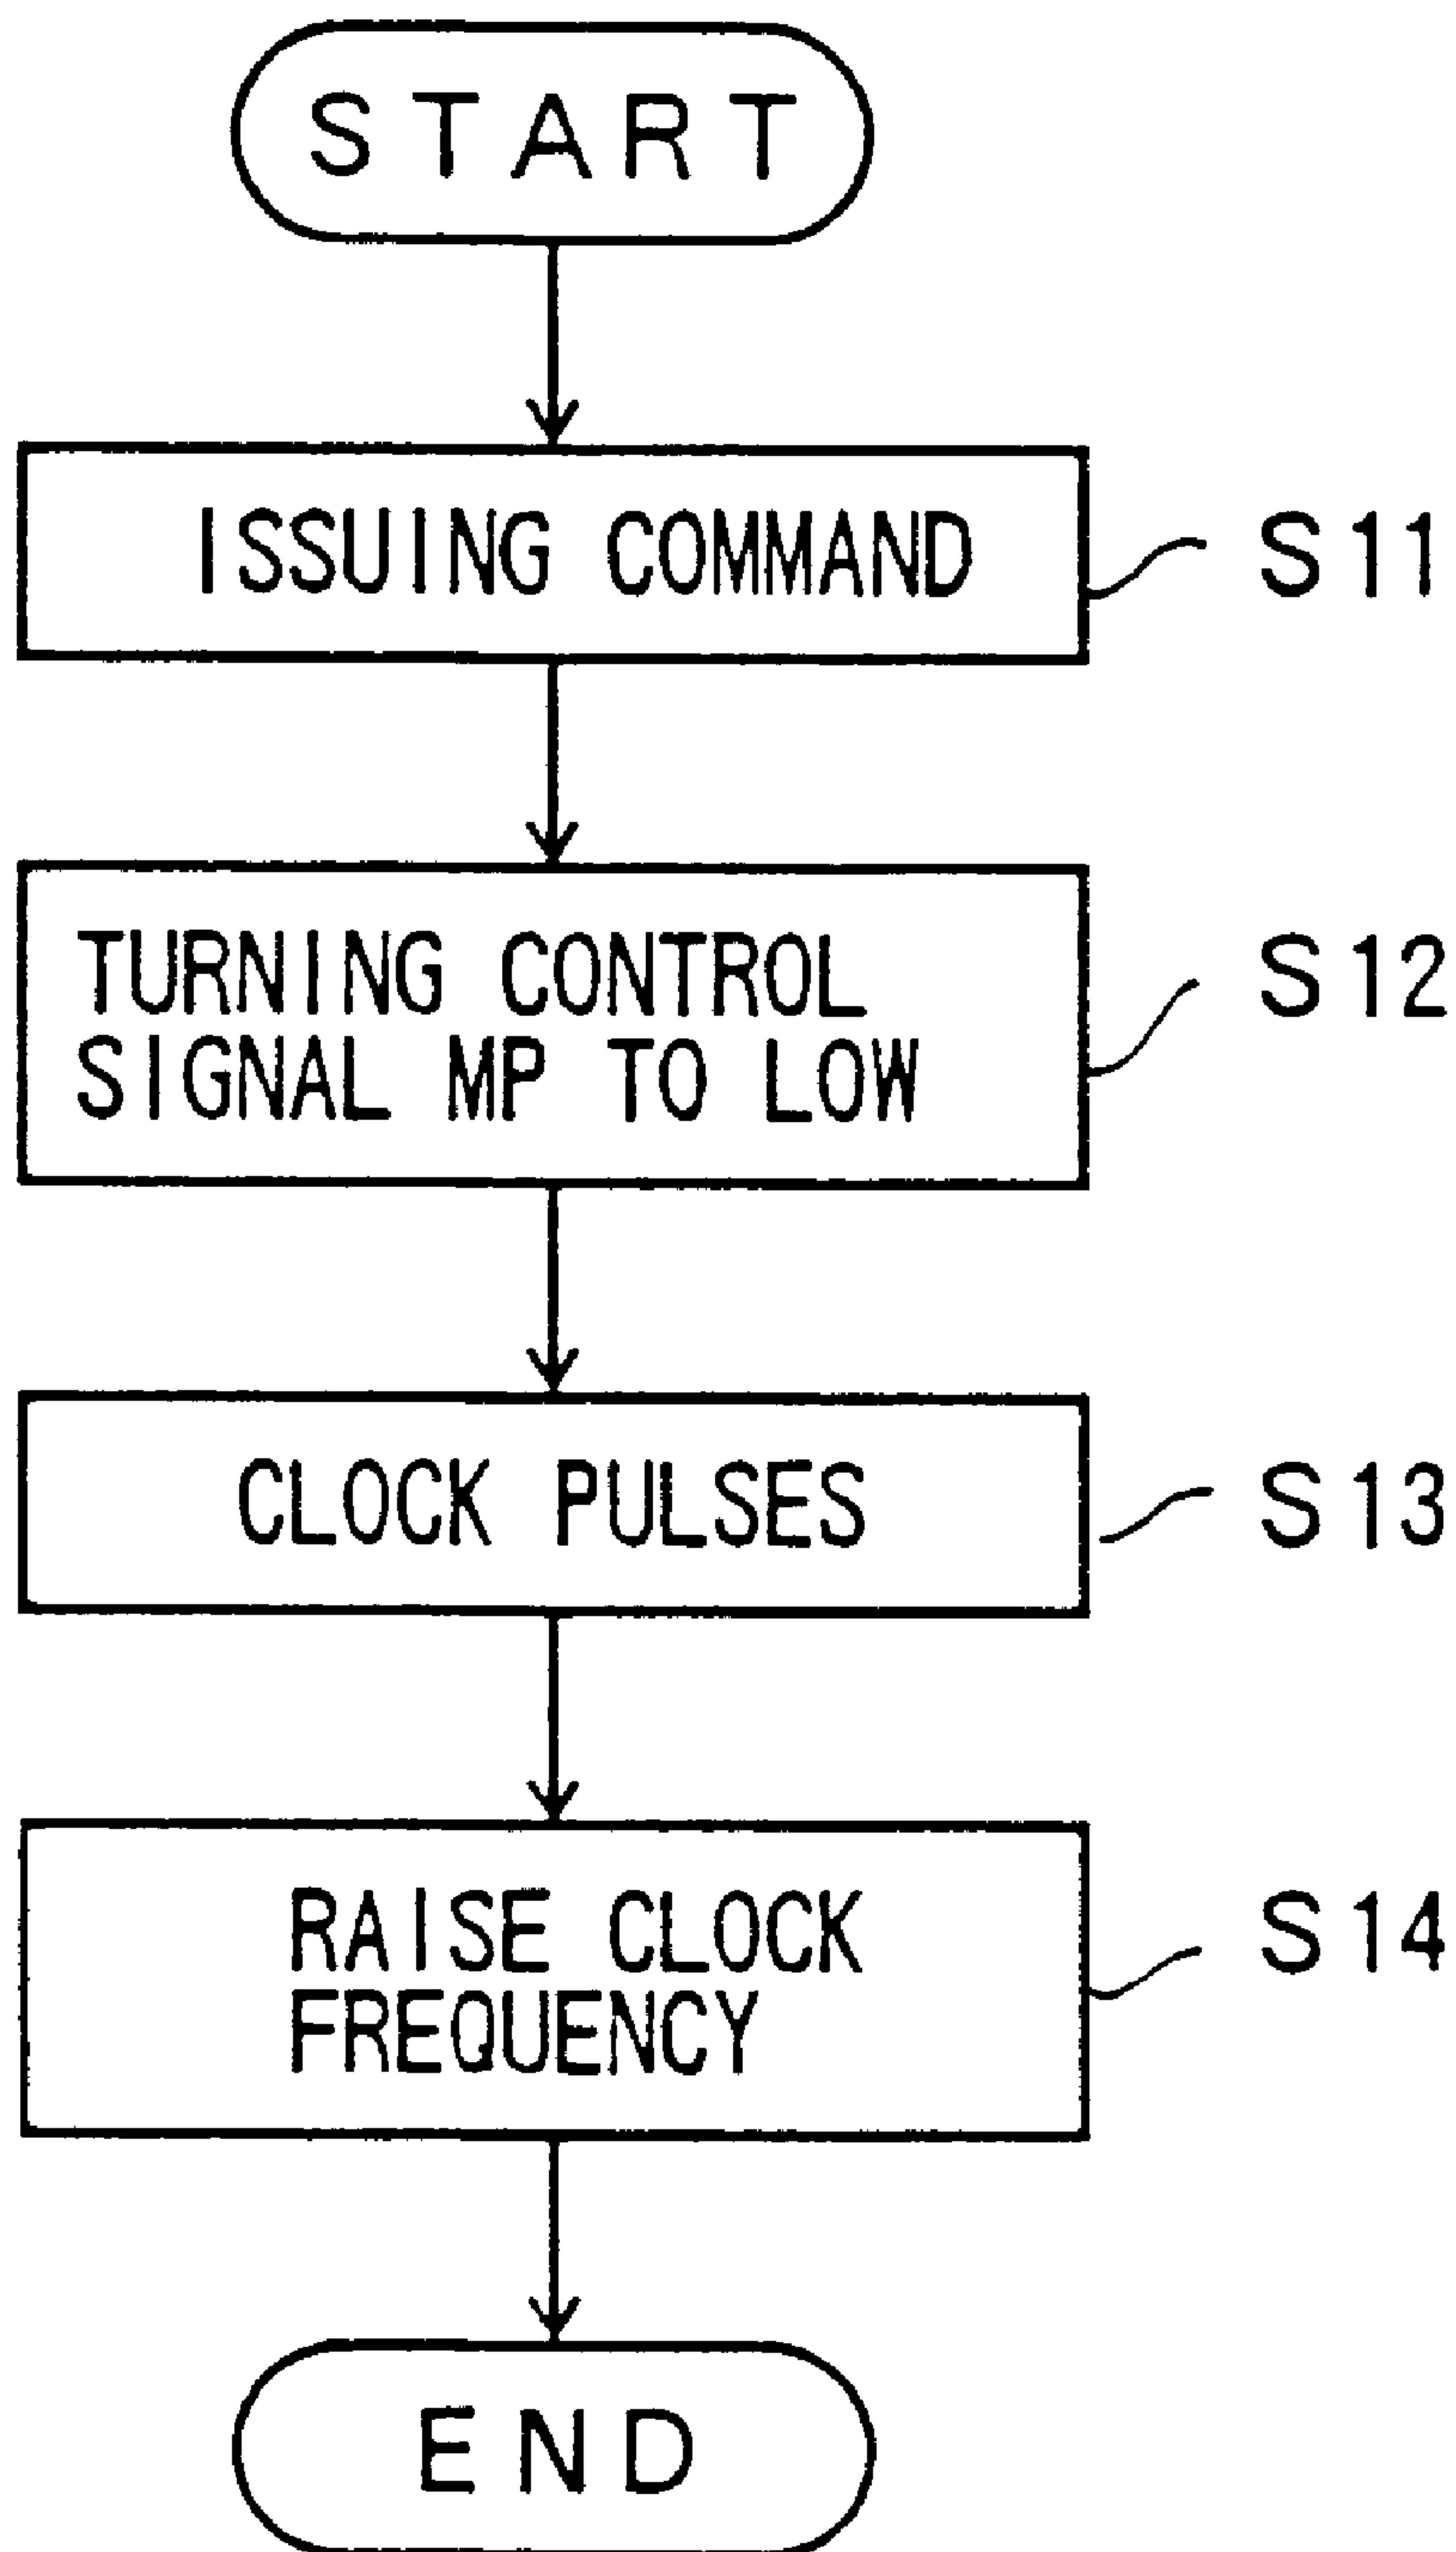 START
ISSUING COMMAND
S11
TURNING CONTROL
SIGNAL MP TO LOW
S12
CLOCK PULSES
S13
RAISE CLOCK
FREQUENCY
S14
END